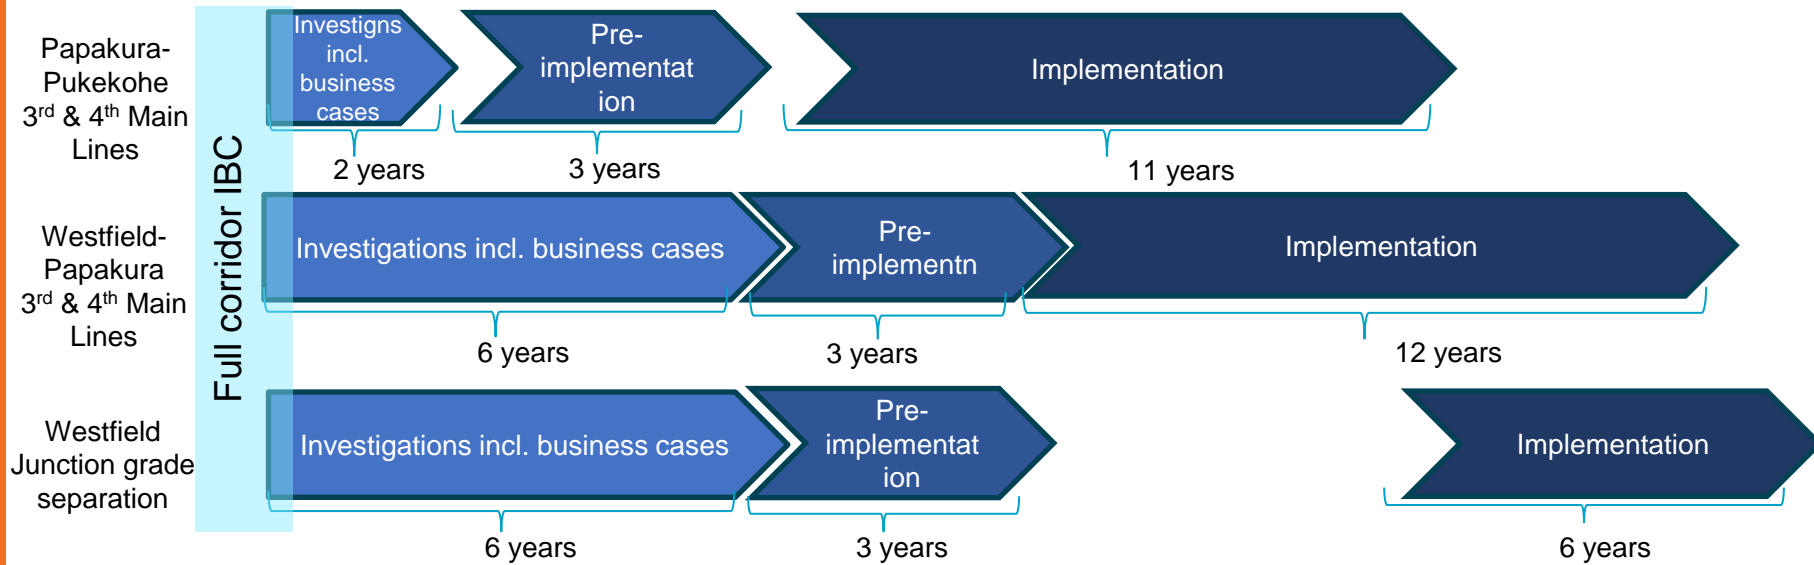 Papakura-
Pukekohe
3rd & 4th Main
Lines
Full corridor IBC
Investigns
incl.
business
cases
Pre-
implementat
ion
Implementation
2 years
3 years
11 years
Westfield-
Papakura
3rd & 4th Main
Lines
Investigations incl. business cases
Pre-
implementn
Implementation
6 years
3 years
12 years
Westfield
Junction grade
separation
Investigations incl. business cases
Pre-
implementat
ion
Implementation
6 years
3 years
6 years